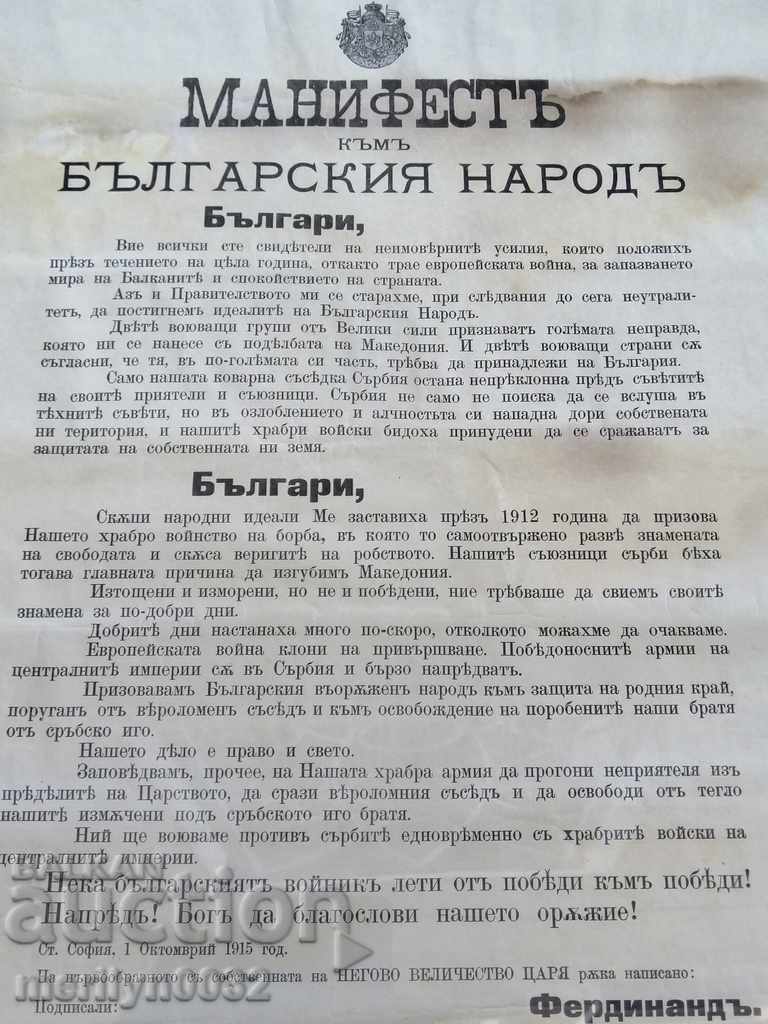 МАНИФЕСТЪ
КЪМЪ
БЪЛГАРСКИЯ НАРОДЪ
Българи,
Вие всички сте свидѣтели на неимовѣрнитѣ усилия, които положихъ
прѣзъ течението на цѣла година, откакто трае европейската война, за запазването
мира на Балканитѣ и спокойствието на страната.
Азъ и Правителството ми се старахме, при слѣдвания до сега неутрали-
тетъ, да постигнемъ идеалитѣ на Българския Народъ.
Двѣтѣ воюващи групи отъ Велики сили признаватъ голѣмата неправда,
която ни се нанесе съ подѣлбата на Македония. И двѣтѣ воюващи страни сѫ
съгласни, че тя, въ по-голѣмата си часть, трѣбва да принадлежи на България.
Само нашата коварна съсѣдка Сърбия остана непрѣклонна прѣдъ съвѣтитѣ
на своитѣ приятели и съюзници. Сърбия не само не поиска да се вслуша въ
тѣхнитѣ съвѣти, но въ озлоблението и алчностьта си нападна дори собствената
ни територия, и нашитѣ храбри войски бидоха принудени да се сражаватъ за
защитата на собственната ни земя.
Българи,
Скѫпи народни идеали Ме заставиха прѣзъ 1912 година да призова
Нашето храбро войнство на борба, въ която то самоотвържено развѣ знамената
на свободата и скѫса веригитѣ на робството. Нашитѣ съюзници сърби бѣха
тогава главната причина да изгубимъ Македония.
Изтощени и изморени, но не и побѣдени, ние трѣбваше да свиемъ своитѣ
знамена за по-добри дни.
Добритѣ дни настанаха много по-скоро, отколкото можахме да очакваме.
Европейската война клони на привършване. Побѣдоноснитѣ армии на
централнитѣ империи сѫ въ Сърбия и бързо напрѣдватъ.
Призовавамъ Българския въорѫженъ народъ къмъ защита на родния край,
поруганъ отъ вѣроломенъ съсѣдъ и къмъ освобождение на поробенитѣ наши братя
отъ сръбско иго.
Нашето дѣло е право и свето.
Заповѣдвамъ, прочее, на Нашата храбра армия да прогони неприятеля изъ
прѣдѣлитѣ на Царството, да срази вѣроломния съсѣдъ и да освободи отъ тегло
нашитѣ измѫчени подъ сръбското иго братя.
Ний ще воюваме противъ сърбитѣ едноврѣменно съ храбритѣ войски на
централнитѣ империи.
Нека българскиятъ войникъ лети отъ побѣди къмъ побѣди!
Напрѣдъ! Богъ да благослови нашето орѫжие!
BALKAN
auction
Ст. София, 1 Октомврий 1915 год.
На първообразното съ собственната на НЕГОВО ВЕЛИЧЕСТВО ЦАРЯ рѫка написано:
Подписали: Фердинандъ.